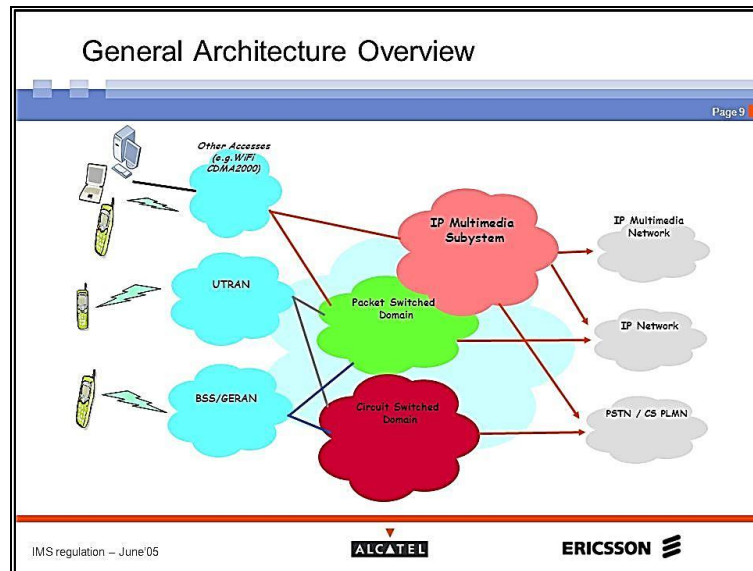 General Architecture Overview
Page 9
Other Accesses
(e.g.WiFi
CDMA2000)
IP Multimedia
Subystem
IP Multimedia
Network
UTRAN
Packet Switched
Domain
IP Network
BSS/GERAN
Circuit Switched
Domain
PSTN / CS PLMN
IMS regulation – June'05
ALCATEL
ERICSSON